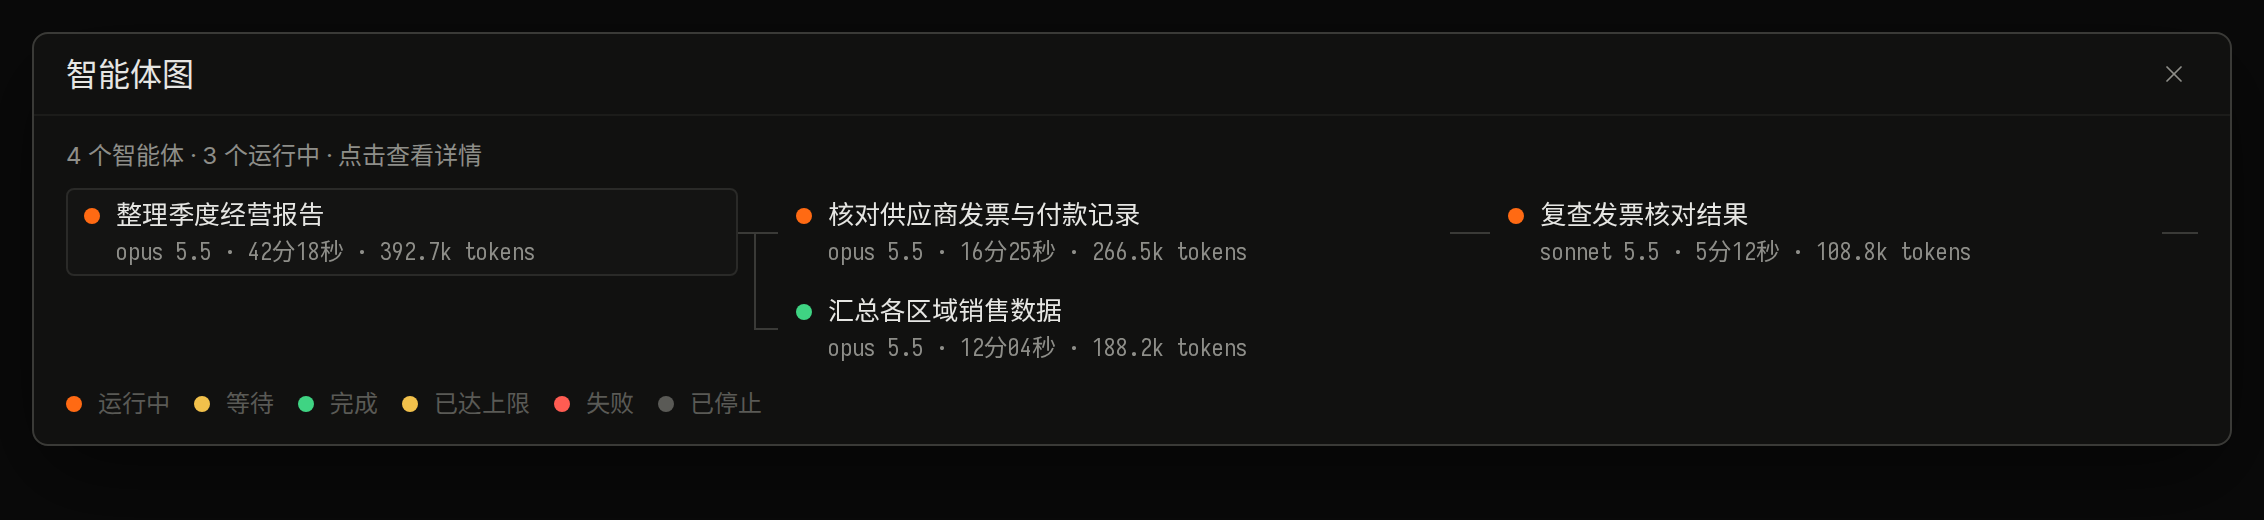 智能体图
4 个智能体 · 3 个运行中 · 点击查看详情
整理季度经营报告
opus 5.5 · 42分18秒 · 392.7k tokens
核对供应商发票与付款记录
opus 5.5 · 16分25秒 · 266.5k tokens
复查发票核对结果
sonnet 5.5 · 5分12秒 · 108.8k tokens
汇总各区域销售数据
opus 5.5 · 12分04秒 · 188.2k tokens
运行中 等待 完成 已达上限 失败 已停止